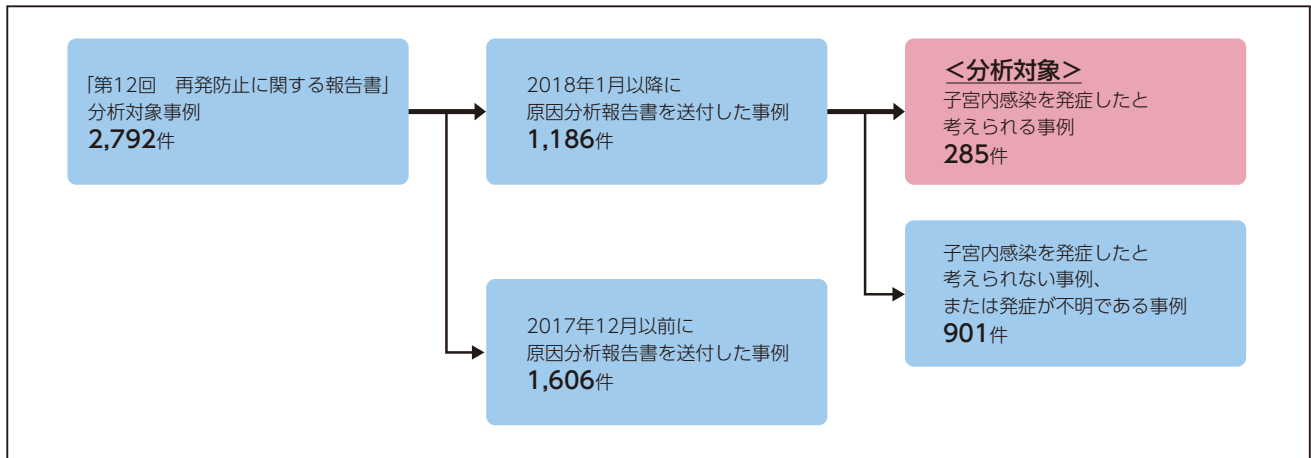 「第12回　再発防止に関する報告書」
分析対象事例
2,792件
2018年1月以降に
原因分析報告書を送付した事例
1,186件
＜分析対象＞
子宮内感染を発症したと
考えられる事例
285件
子宮内感染を発症したと
考えられない事例、
または発症が不明である事例
901件
2017年12月以前に
原因分析報告書を送付した事例
1,606件